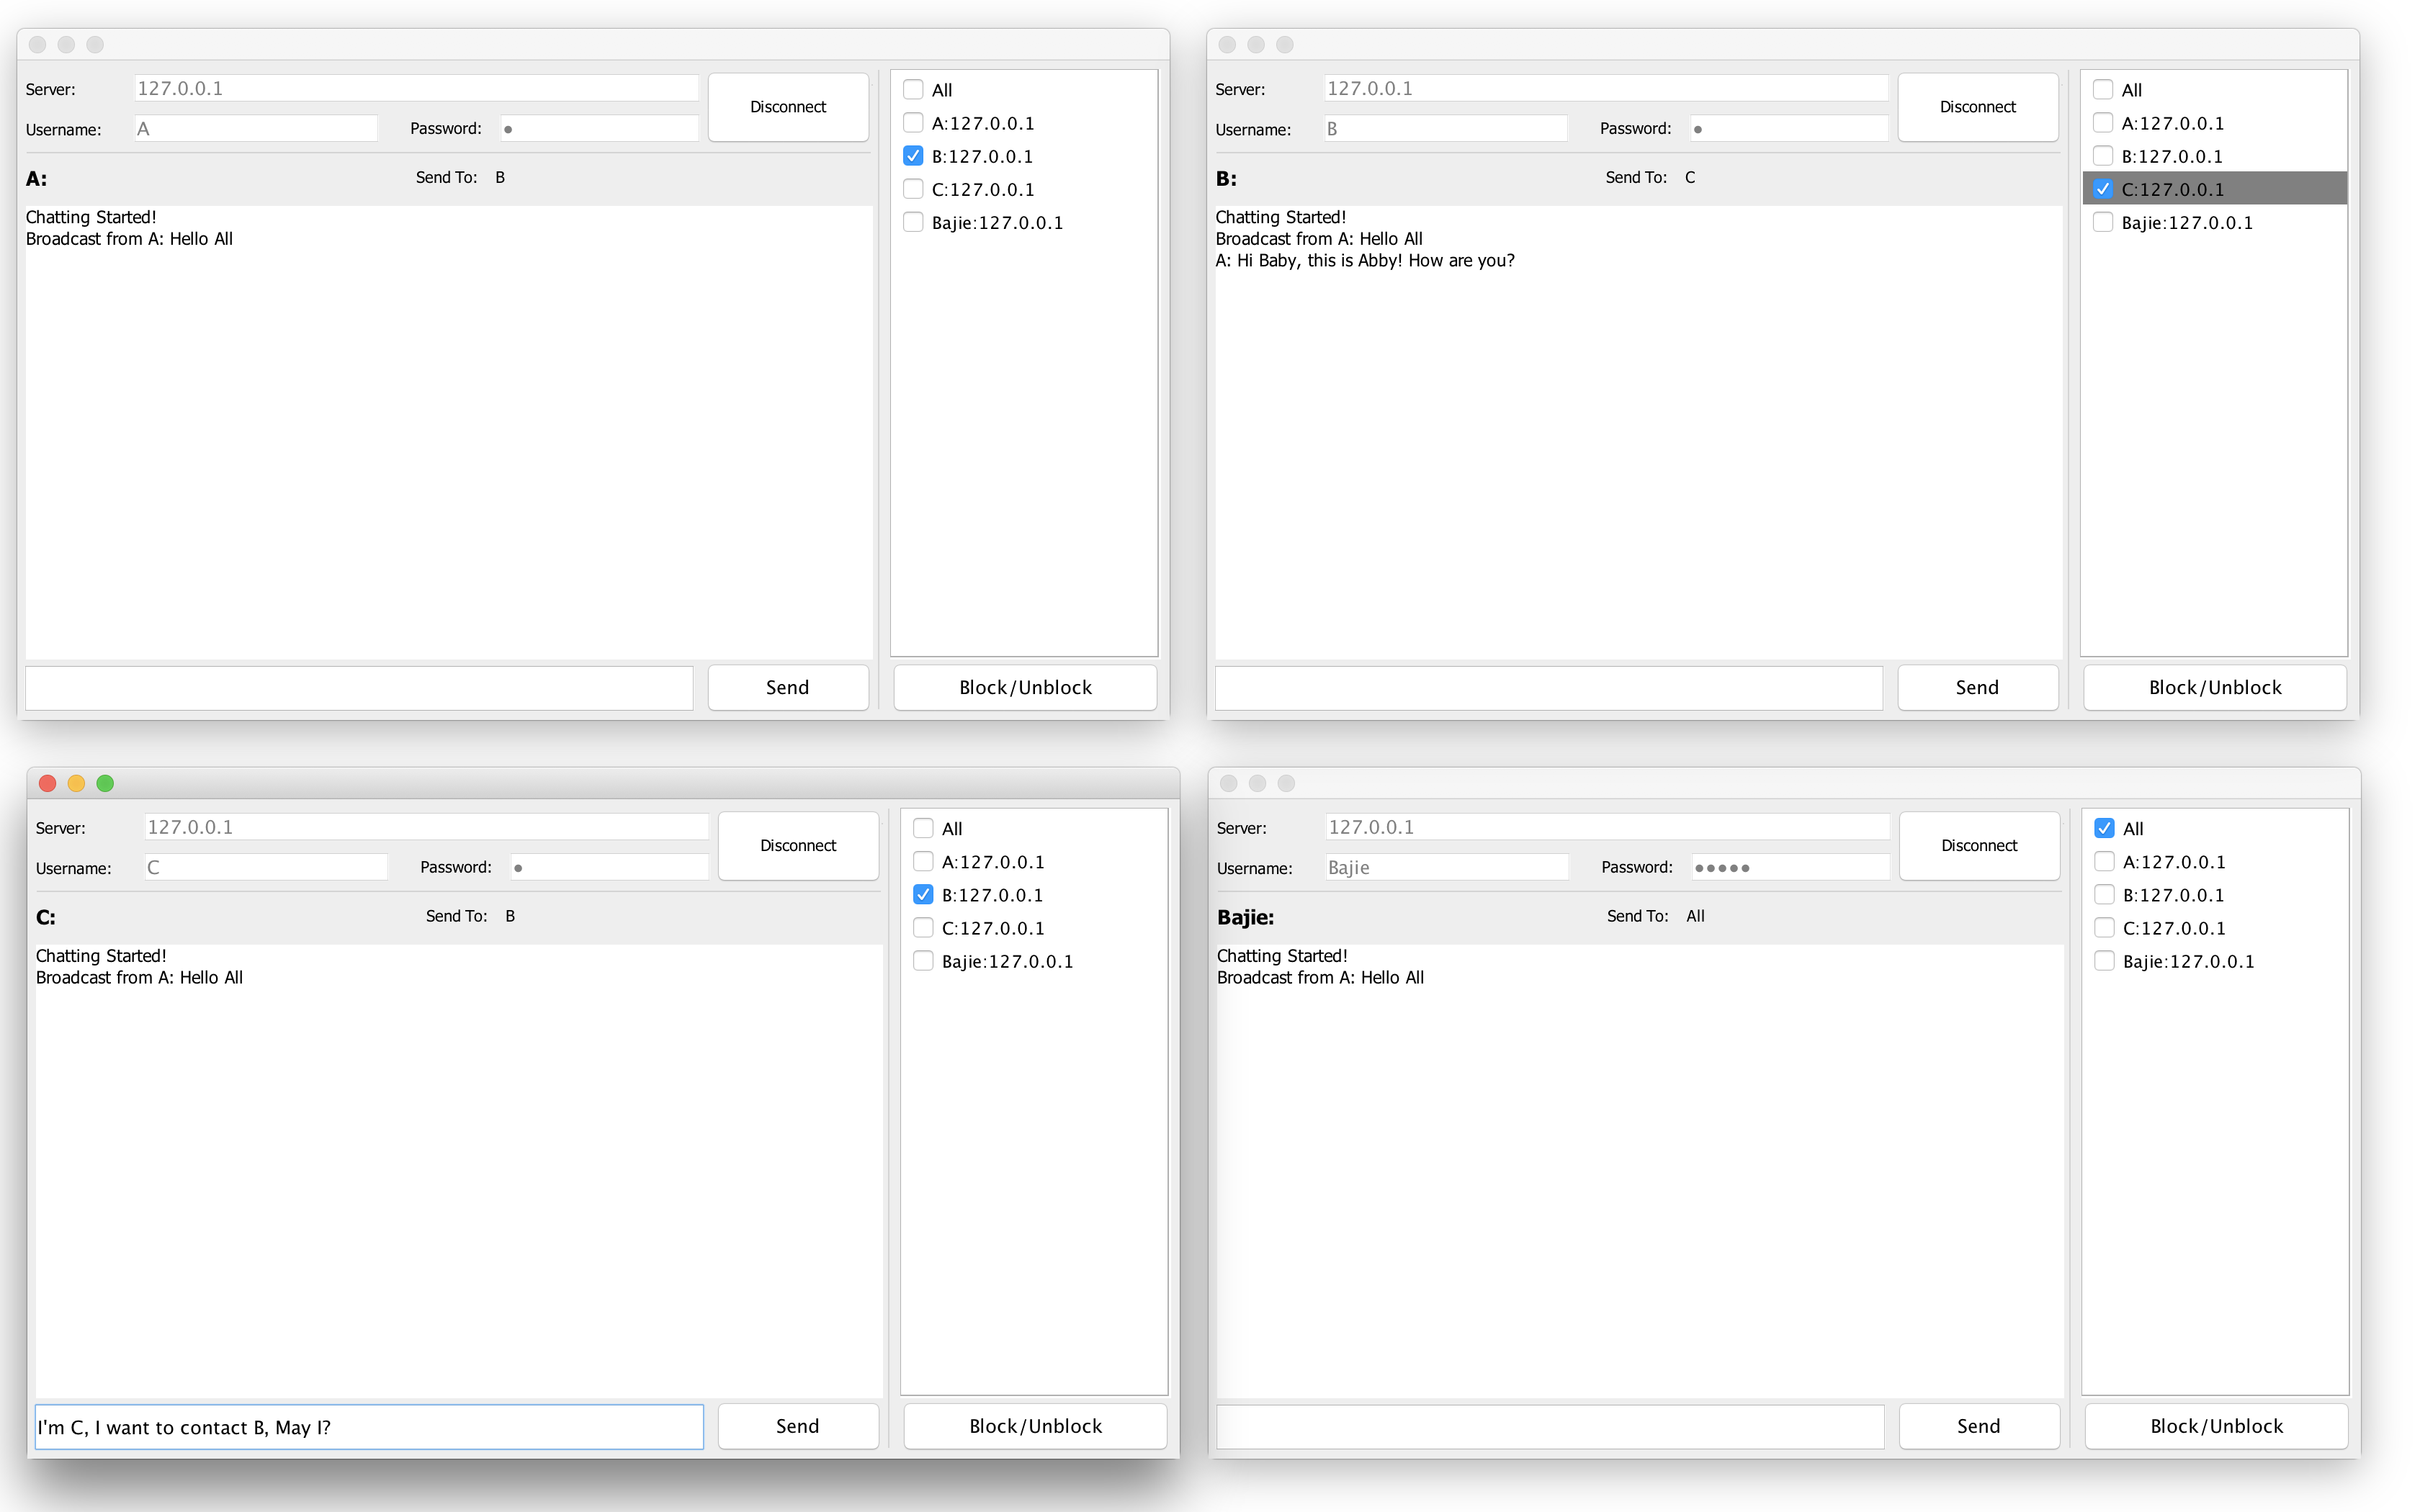 Server: 127.0.0.1 Disconnect
Username: A Password: •
A: Send To: B
Chatting Started!
Broadcast from A: Hello All
Send
All
A:127.0.0.1
B:127.0.0.1
C:127.0.0.1
Bajie:127.0.0.1
Block/Unblock
Server: 127.0.0.1 Disconnect
Username: B Password: •
B: Send To: C
Chatting Started!
Broadcast from A: Hello All
A: Hi Baby, this is Abby! How are you?
Send
All
A:127.0.0.1
B:127.0.0.1
C:127.0.0.1
Bajie:127.0.0.1
Block/Unblock
Server: 127.0.0.1 Disconnect
Username: C Password: •
C: Send To: B
Chatting Started!
Broadcast from A: Hello All
I'm C, I want to contact B, May I? Send
All
A:127.0.0.1
B:127.0.0.1
C:127.0.0.1
Bajie:127.0.0.1
Block/Unblock
Server: 127.0.0.1 Disconnect
Username: Bajie Password: •••••
Bajie: Send To: All
Chatting Started!
Broadcast from A: Hello All
Send
All
A:127.0.0.1
B:127.0.0.1
C:127.0.0.1
Bajie:127.0.0.1
Block/Unblock